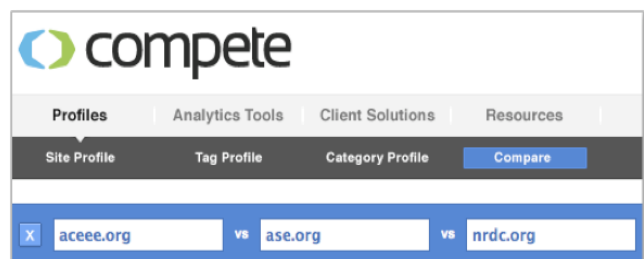 compete
Profiles Analytics Tools Client Solutions Resources
Site Profile Tag Profile Category Profile Compare
X aceee.org vs ase.org vs nrdc.org